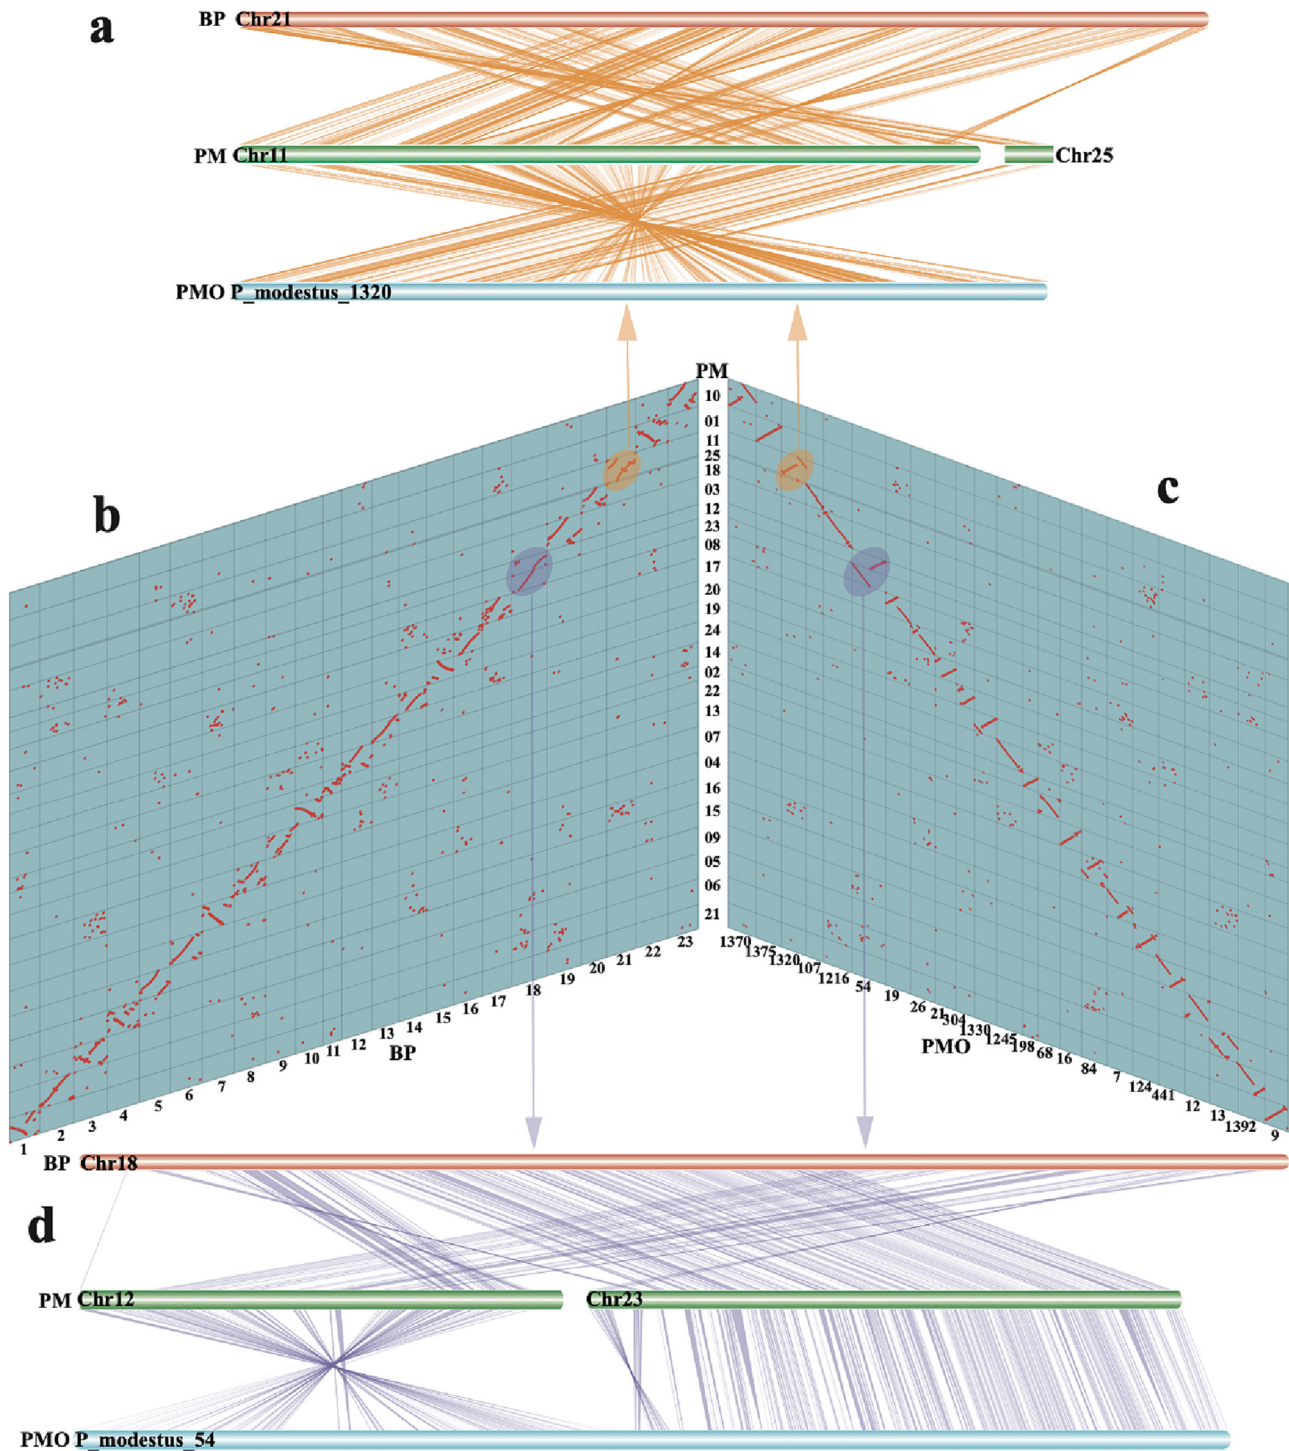 a
BP Chr21
PM Chr11 Chr25
PMO P_modestus_1320
PM
10
01
11
25
18
03
12
23
08
17
20
19
24
14
02
22
13
07
04
16
15
09
05
06
21
b
c
1 2 3 4 5 6 7 8 9 10 11 12 13 14 15 16 17 18 19 20 21 22 23
BP
1370 1375 1320 107 1216 54 19 26 21 304 1330 1245 198 68 16 84 7 124 441 12 13 1392 9
PMO
BP Chr18
d
PM Chr12 Chr23
PMO P_modestus_54